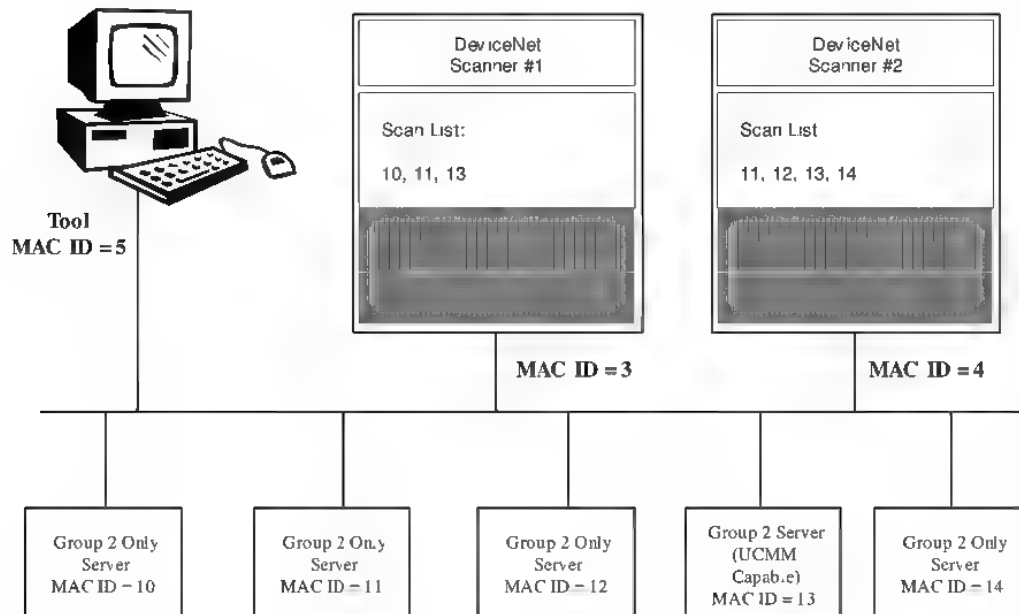 DeviceNet
Scanner #1
Scan List:
10, 11, 13
DeviceNet
Scanner #2
Scan List
11, 12, 13, 14
Tool
MAC ID = 5
MAC ID = 3
MAC ID = 4
Group 2 Only
Server
MAC ID = 10
Group 2 Only
Server
MAC ID = 11
Group 2 Only
Server
MAC ID = 12
Group 2 Server
(UCMM
Capable)
MAC ID = 13
Group 2 Only
Server
MAC ID = 14